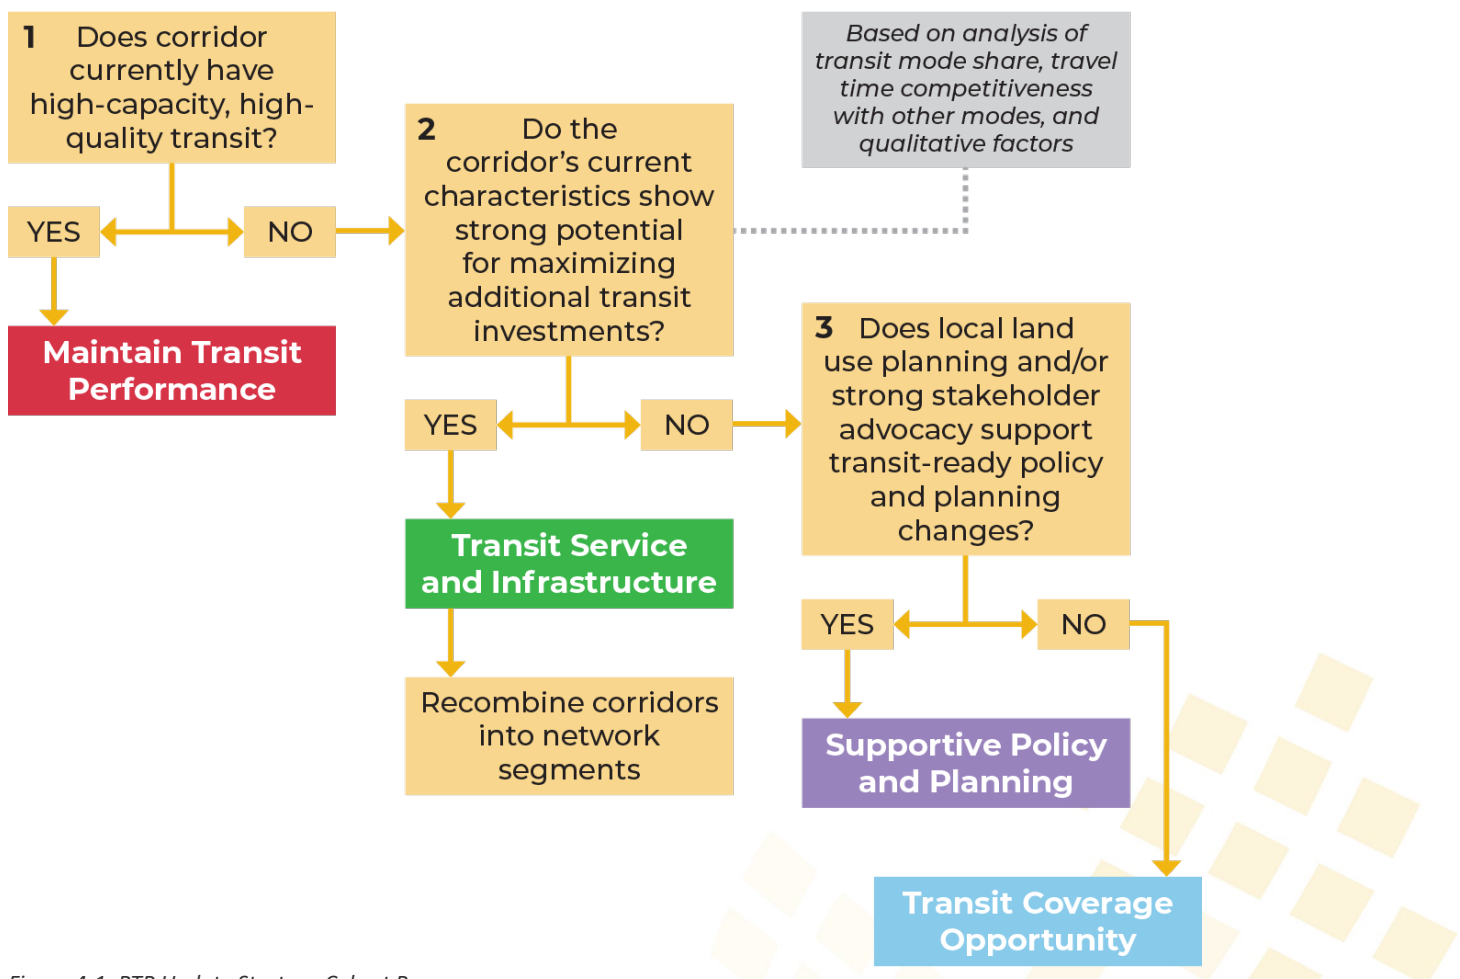 1 Does corridor
currently have
high-capacity, high-
quality transit?
YES
NO
Maintain Transit
Performance
2 Do the
corridor's current
characteristics show
strong potential
for maximizing
additional transit
investments?
Based on analysis of
transit mode share, travel
time competitiveness
with other modes, and
qualitative factors
YES
NO
Transit Service
and Infrastructure
Recombine corridors
into network
segments
3 Does local land
use planning and/or
strong stakeholder
advocacy support
transit-ready policy
and planning
changes?
YES
NO
Supportive Policy
and Planning
Transit Coverage
Opportunity